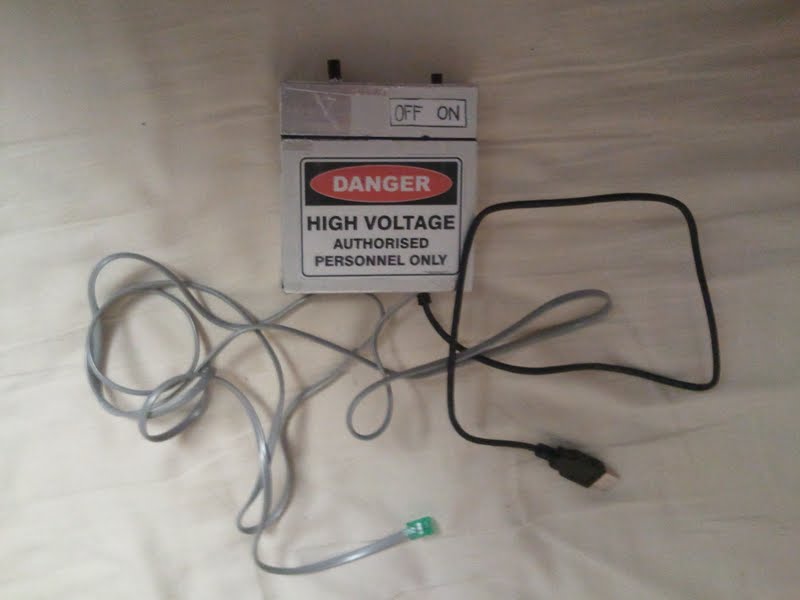 OFF ON
DANGER
HIGH VOLTAGE
AUTHORISED
PERSONNEL ONLY